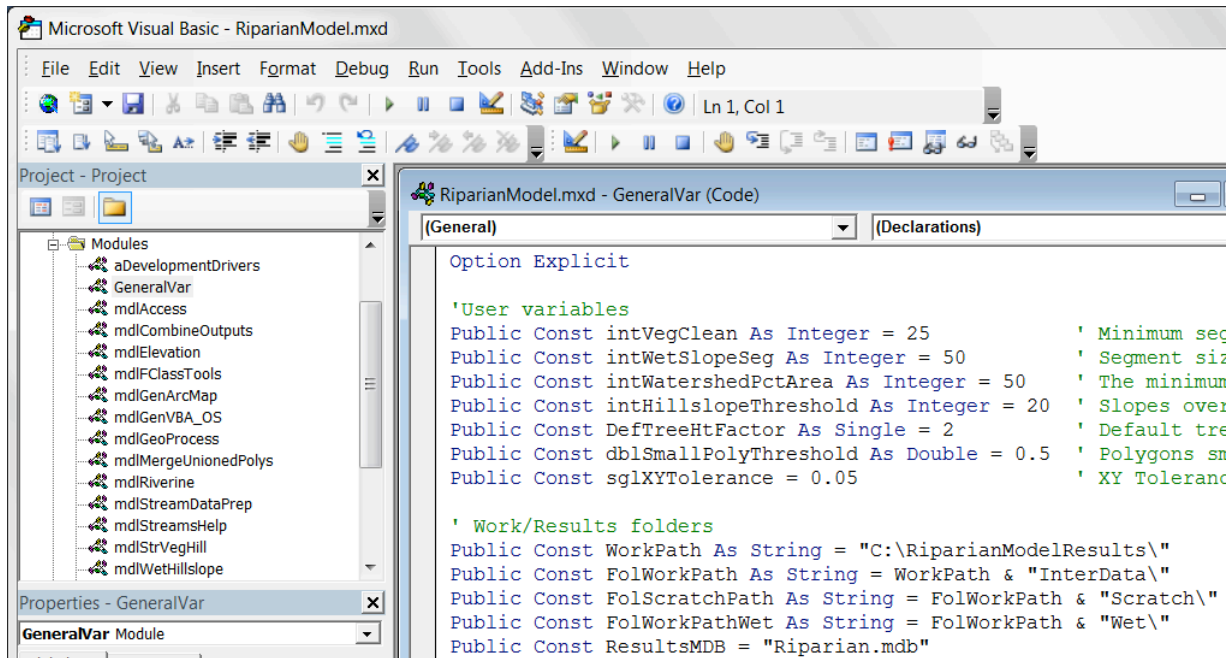 Microsoft Visual Basic - RiparianModel.mxd
File Edit View Insert Format Debug Run Tools Add-Ins Window Help
Ln 1, Col 1
Project - Project
Modules
aDevelopmentDrivers
GeneralVar
mdlAccess
mdlCombineOutputs
mdlElevation
mdlFClassTools
mdlGenArcMap
mdlGenVBA_OS
mdlGeoProcess
mdlMergeUnionedPolys
mdlRiverine
mdlStreamDataPrep
mdlStreamsHelp
mdlStrVegHill
mdlWetHillslope
Properties - GeneralVar
GeneralVar Module
RiparianModel.mxd - GeneralVar (Code)
(General) (Declarations)
Option Explicit
'User variables
Public Const intVegClean As Integer = 25 ' Minimum seg
Public Const intWetSlopeSeg As Integer = 50 ' Segment siz
Public Const intWatershedPctArea As Integer = 50 ' The minimum
Public Const intHillslopeThreshold As Integer = 20 ' Slopes over
Public Const DefTreeHtFactor As Single = 2 ' Default tre
Public Const dblSmallPolyThreshold As Double = 0.5 ' Polygons sm
Public Const sglXYTolerance = 0.05 ' XY Toleranc
' Work/Results folders
Public Const WorkPath As String = "C:\RiparianModelResults\"
Public Const FolWorkPath As String = WorkPath & "InterData\"
Public Const FolScratchPath As String = FolWorkPath & "Scratch\"
Public Const FolWorkPathWet As String = FolWorkPath & "Wet\"
Public Const ResultsMDB = "Riparian.mdb"